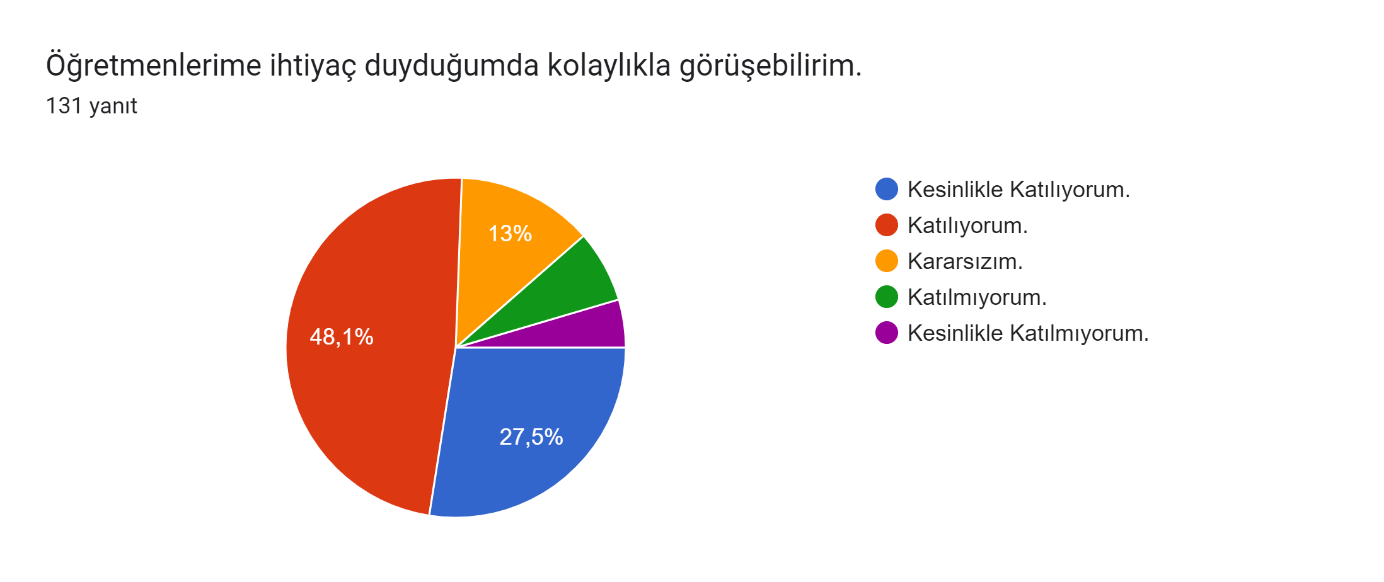 Öğretmenlerime ihtiyaç duyduğumda kolaylıkla görüşebilirim.
131 yanıt
Kesinlikle Katılıyorum.
Katılıyorum.
Kararsızım.
Katılmıyorum.
Kesinlikle Katılmıyorum.
13%
48,1%
27,5%